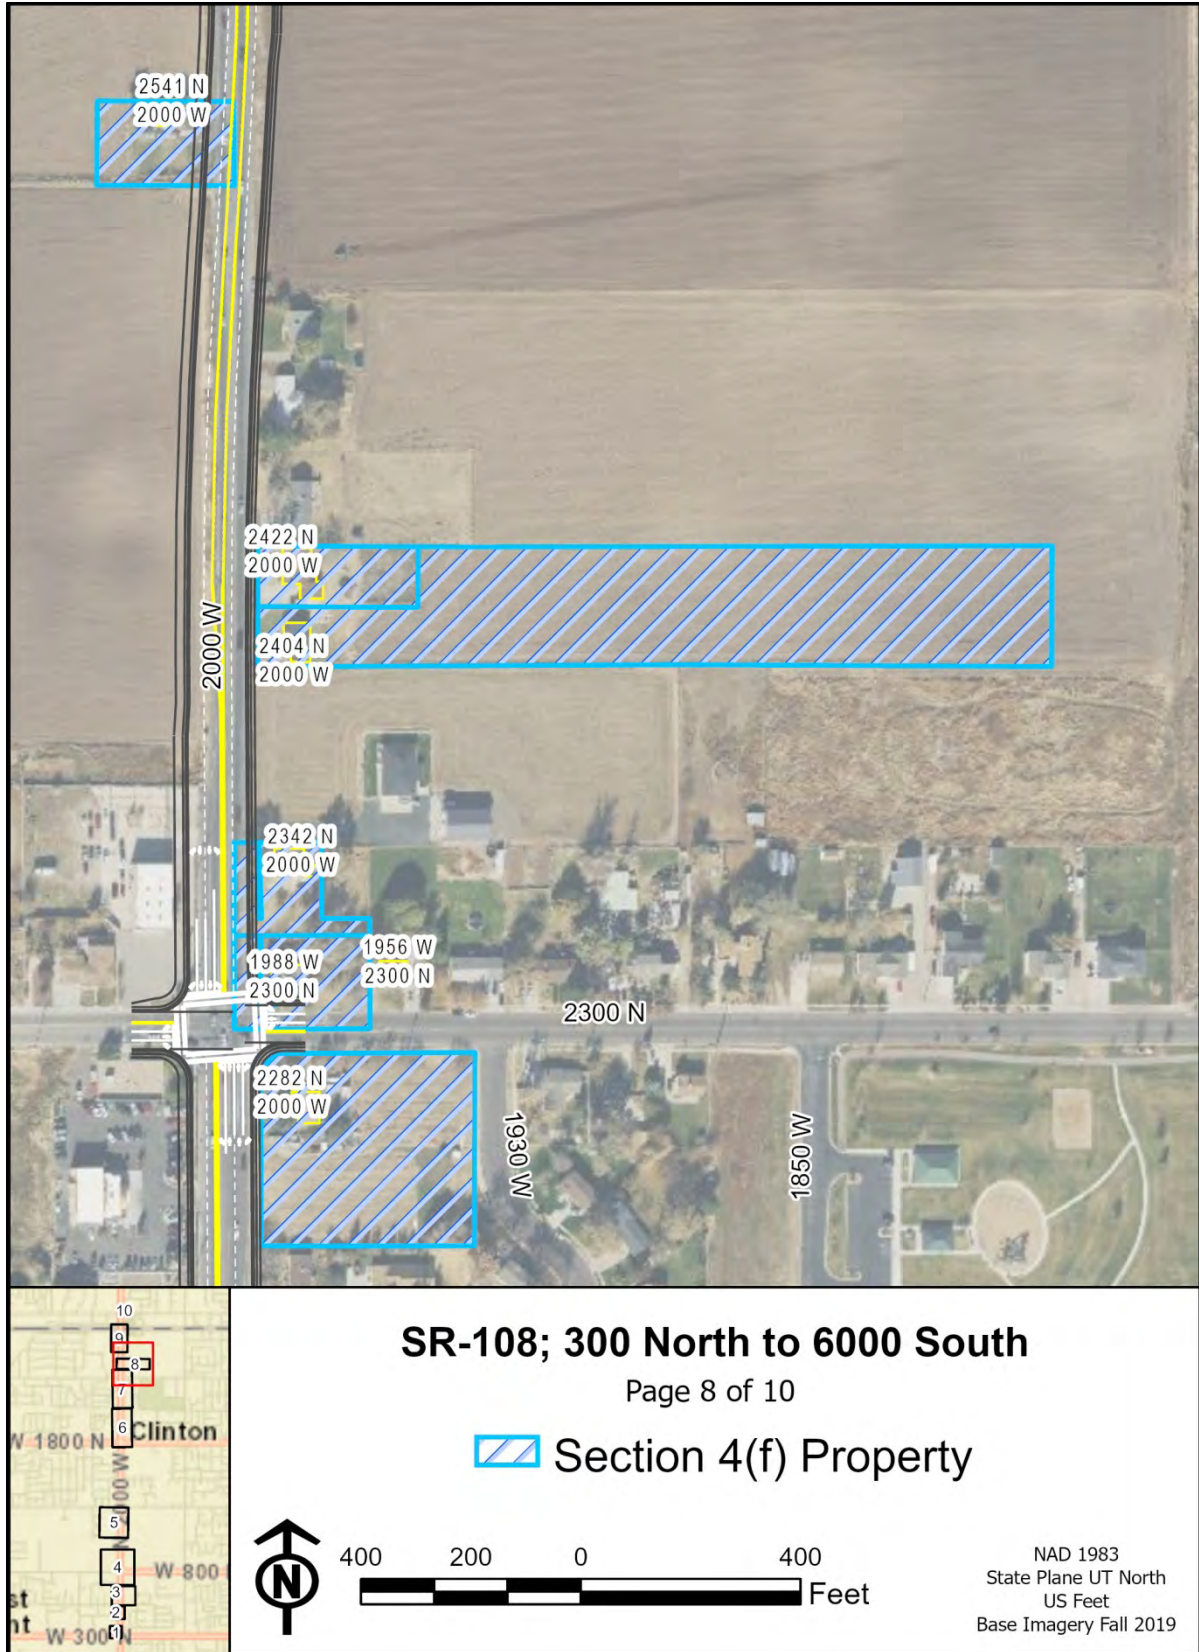 2541 N
2000 W
2422 N
2000 W
2000 W
2404 N
2000 W
2342 N
2000 W
1988 W
2300 N
1956 W
2300 N
2300 N
2282 N
2000 W
1930 W
1850 W
10
9
8
7
6
Clinton
W 1800 N
N 2000 W
5
4
W 800
3
st
2
nt
1
W 300 N
SR-108; 300 North to 6000 South
Page 8 of 10
Section 4(f) Property
N
400 200 0 400
Feet
NAD 1983
State Plane UT North
US Feet
Base Imagery Fall 2019